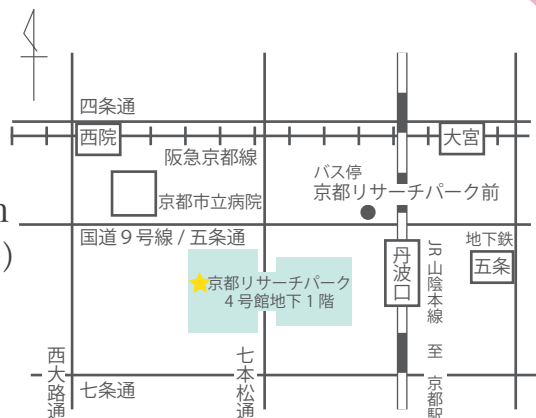 四条通
西院
大宮
阪急京都線
バス停
京都リサーチパーク前
京都市立病院
n
国道9号線 / 五条通
)
地下鉄
五条
丹波口
JR山陰本線 至 京都駅
京都リサーチパーク
4号館地下1階
西大路通
七本松通
七条通